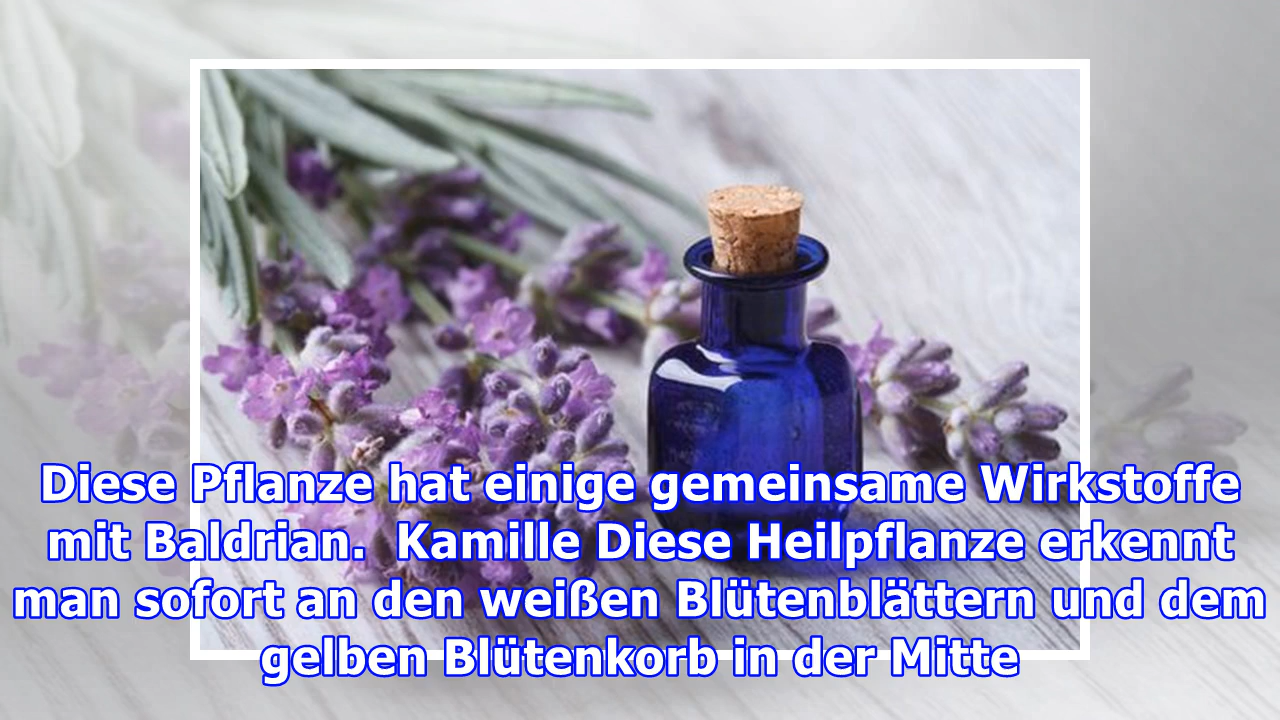 Diese Pflanze hat einige gemeinsame Wirkstoffe
mit Baldrian.  Kamille Diese Heilpflanze erkennt
man sofort an den weißen Blütenblättern und dem
gelben Blütenkorb in der Mitte